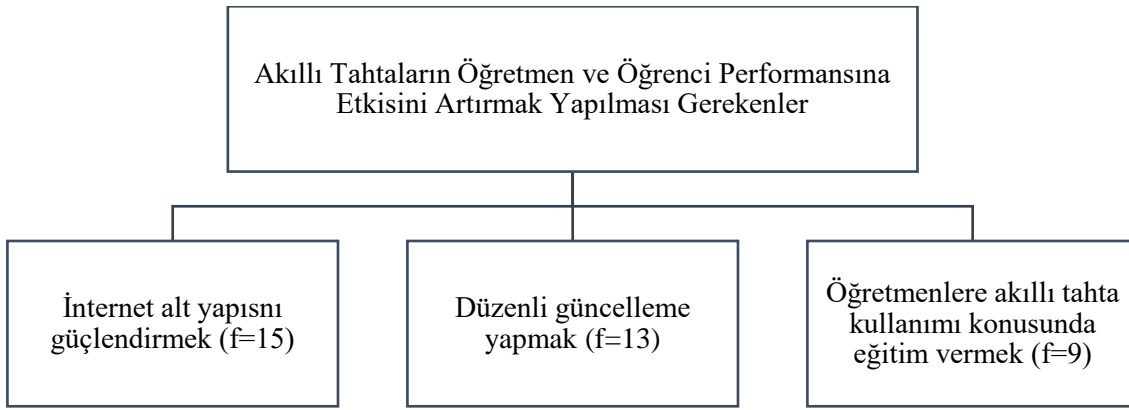 Akıllı Tahtaların Öğretmen ve Öğrenci Performansına
Etkisini Artırmak Yapılması Gerekenler
İnternet alt yapısnı
güçlendirmek (f=15)
Düzenli güncelleme
yapmak (f=13)
Öğretmenlere akıllı tahta
kullanımı konusunda
eğitim vermek (f=9)